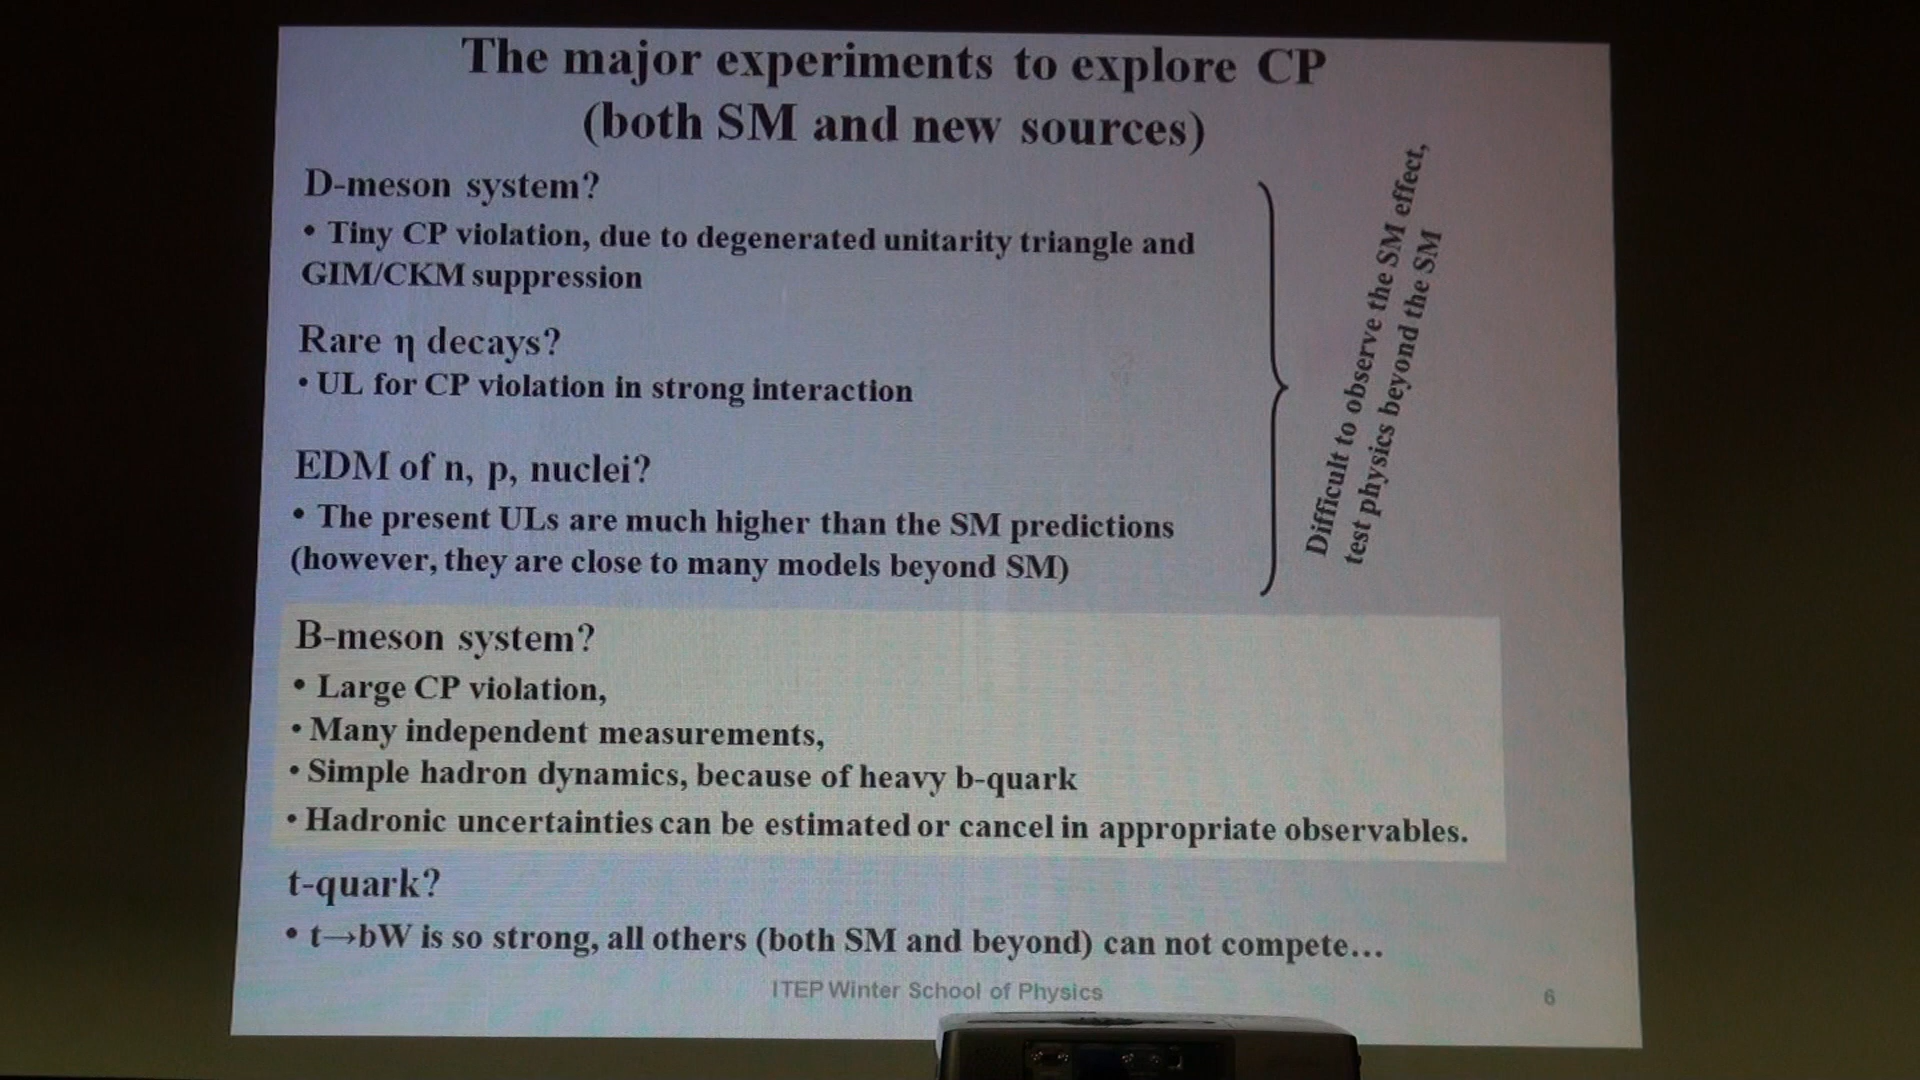 The major experiments to explore CP
(both SM and new sources)
D-meson system?
• Tiny CP violation, due to degenerated unitarity triangle and
GIM/CKM suppression
Rare η decays?
• UL for CP violation in strong interaction
EDM of n, p, nuclei?
• The present ULs are much higher than the SM predictions
(however, they are close to many models beyond SM)
Difficult to observe the SM effect,
test physics beyond the SM
B-meson system?
• Large CP violation,
• Many independent measurements,
• Simple hadron dynamics, because of heavy b-quark
• Hadronic uncertainties can be estimated or cancel in appropriate observables.
t-quark?
• t→bW is so strong, all others (both SM and beyond) can not compete…
ITEP Winter School of Physics
6